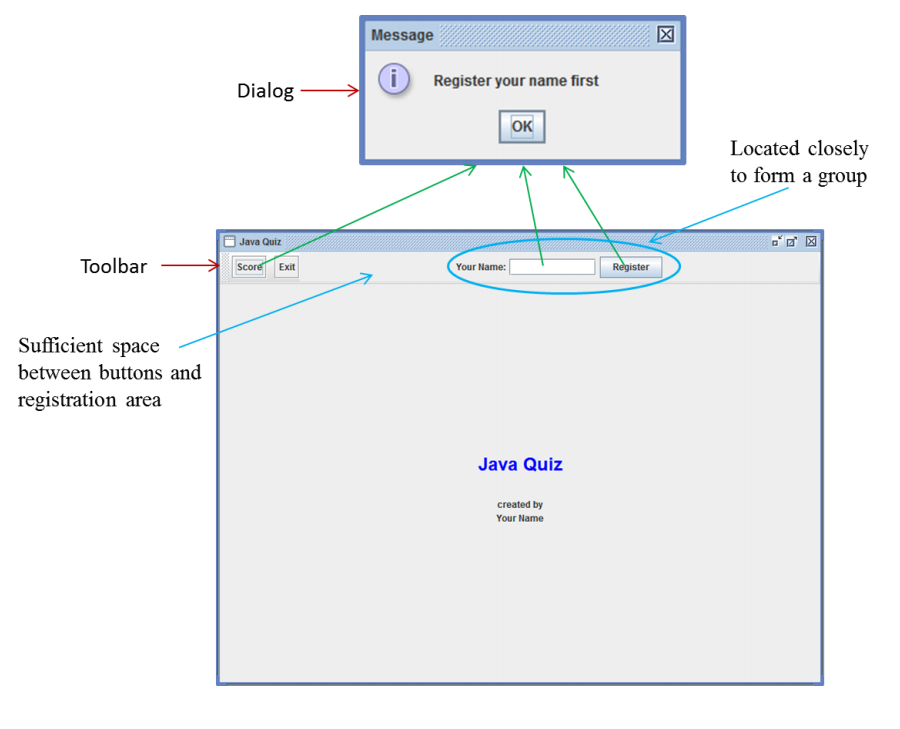 Message
Register your name first
i
OK
Dialog
Located closely
to form a group
Java Quiz
Toolbar
Score Exit Your Name: Register
Sufficient space
between buttons and
registration area
Java Quiz
created by
Your Name